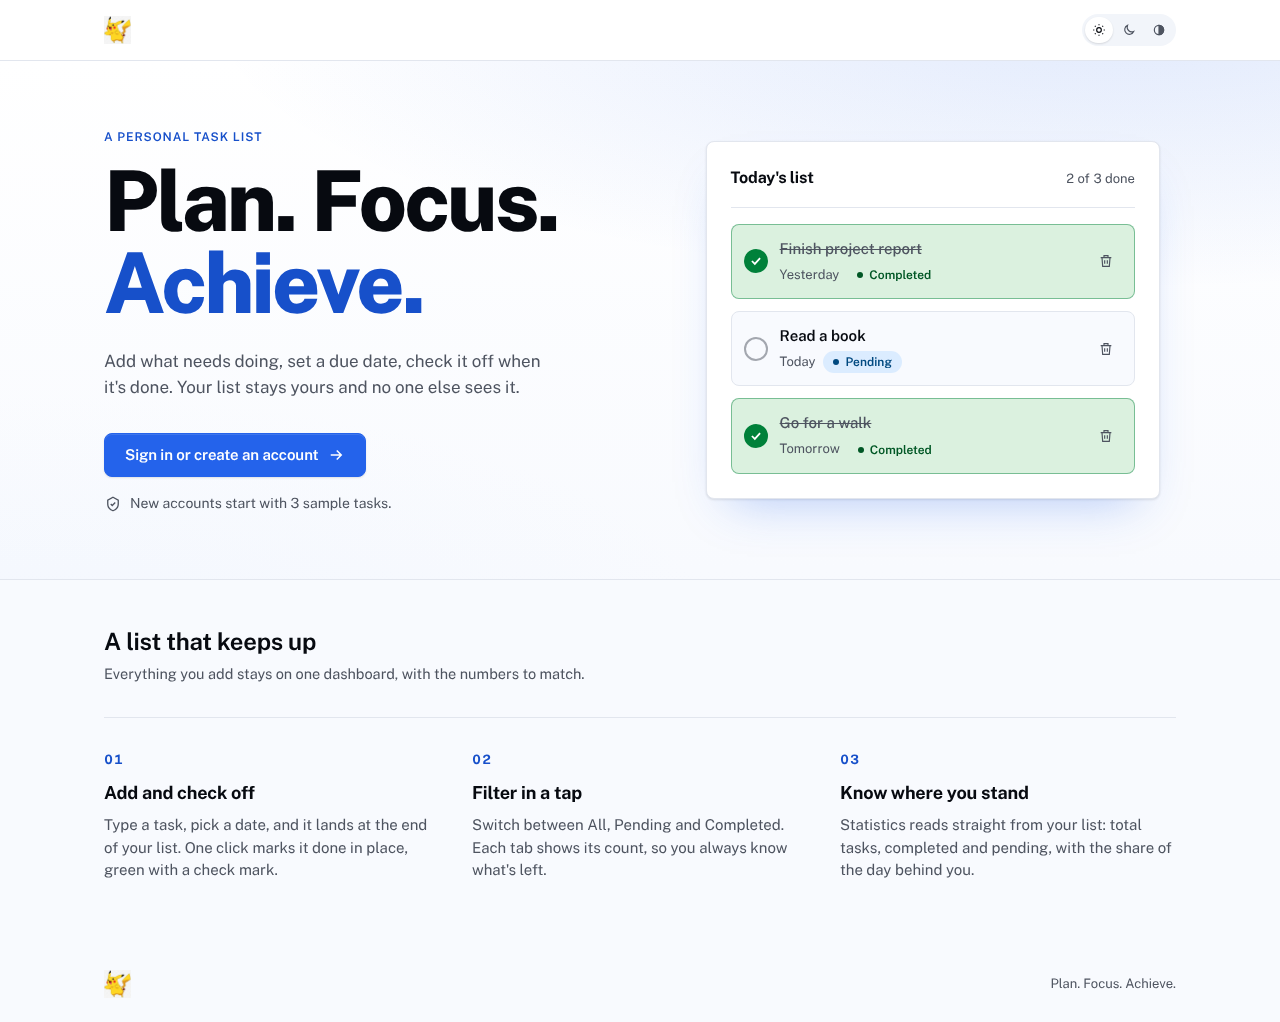 A PERSONAL TASK LIST
Plan. Focus.
Achieve.
Add what needs doing, set a due date, check it off when
it's done. Your list stays yours and no one else sees it.
Sign in or create an account
New accounts start with 3 sample tasks.
Today's list
2 of 3 done
Finish project report
Yesterday
Completed
Read a book
Today
Pending
Go for a walk
Tomorrow
Completed
A list that keeps up
Everything you add stays on one dashboard, with the numbers to match.
01
Add and check off
Type a task, pick a date, and it lands at the end
of your list. One click marks it done in place,
green with a check mark.
02
Filter in a tap
Switch between All, Pending and Completed.
Each tab shows its count, so you always know
what's left.
03
Know where you stand
Statistics reads straight from your list: total
tasks, completed and pending, with the share of
the day behind you.
Plan. Focus. Achieve.